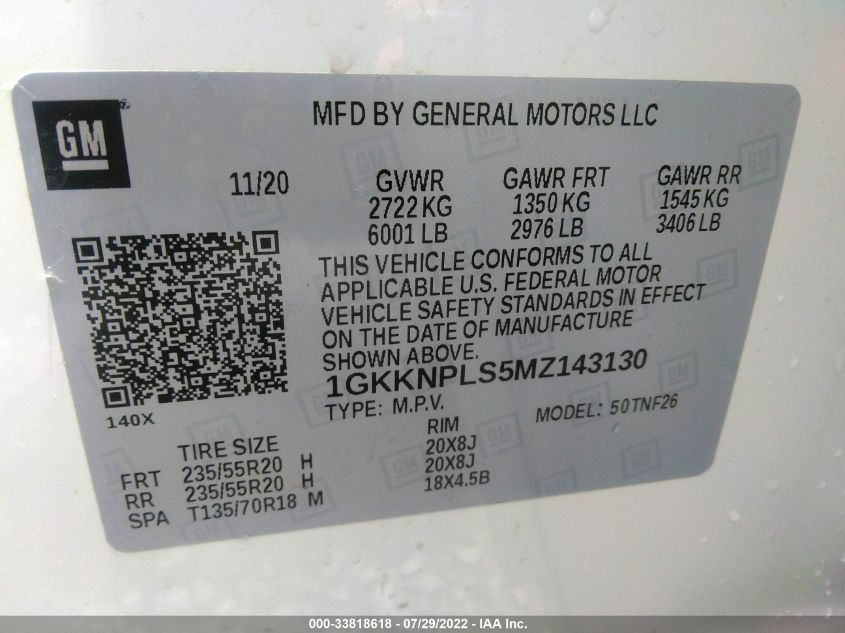 GM
MFD BY GENERAL MOTORS LLC
11/20 GVWR GAWR FRT GAWR RR
2722 KG 1350 KG 1545 KG
6001 LB 2976 LB 3406 LB
THIS VEHICLE CONFORMS TO ALL
APPLICABLE U.S. FEDERAL MOTOR
VEHICLE SAFETY STANDARDS IN EFFECT
ON THE DATE OF MANUFACTURE
SHOWN ABOVE.
1GKKNPLS5MZ143130
TYPE: M.P.V. MODEL: 50TNF26
140X
TIRE SIZE RIM
FRT 235/55R20 H 20X8J
RR 235/55R20 H 20X8J
SPA T135/70R18 M 18X4.5B
000-33818618 - 07/29/2022 - IAA Inc.